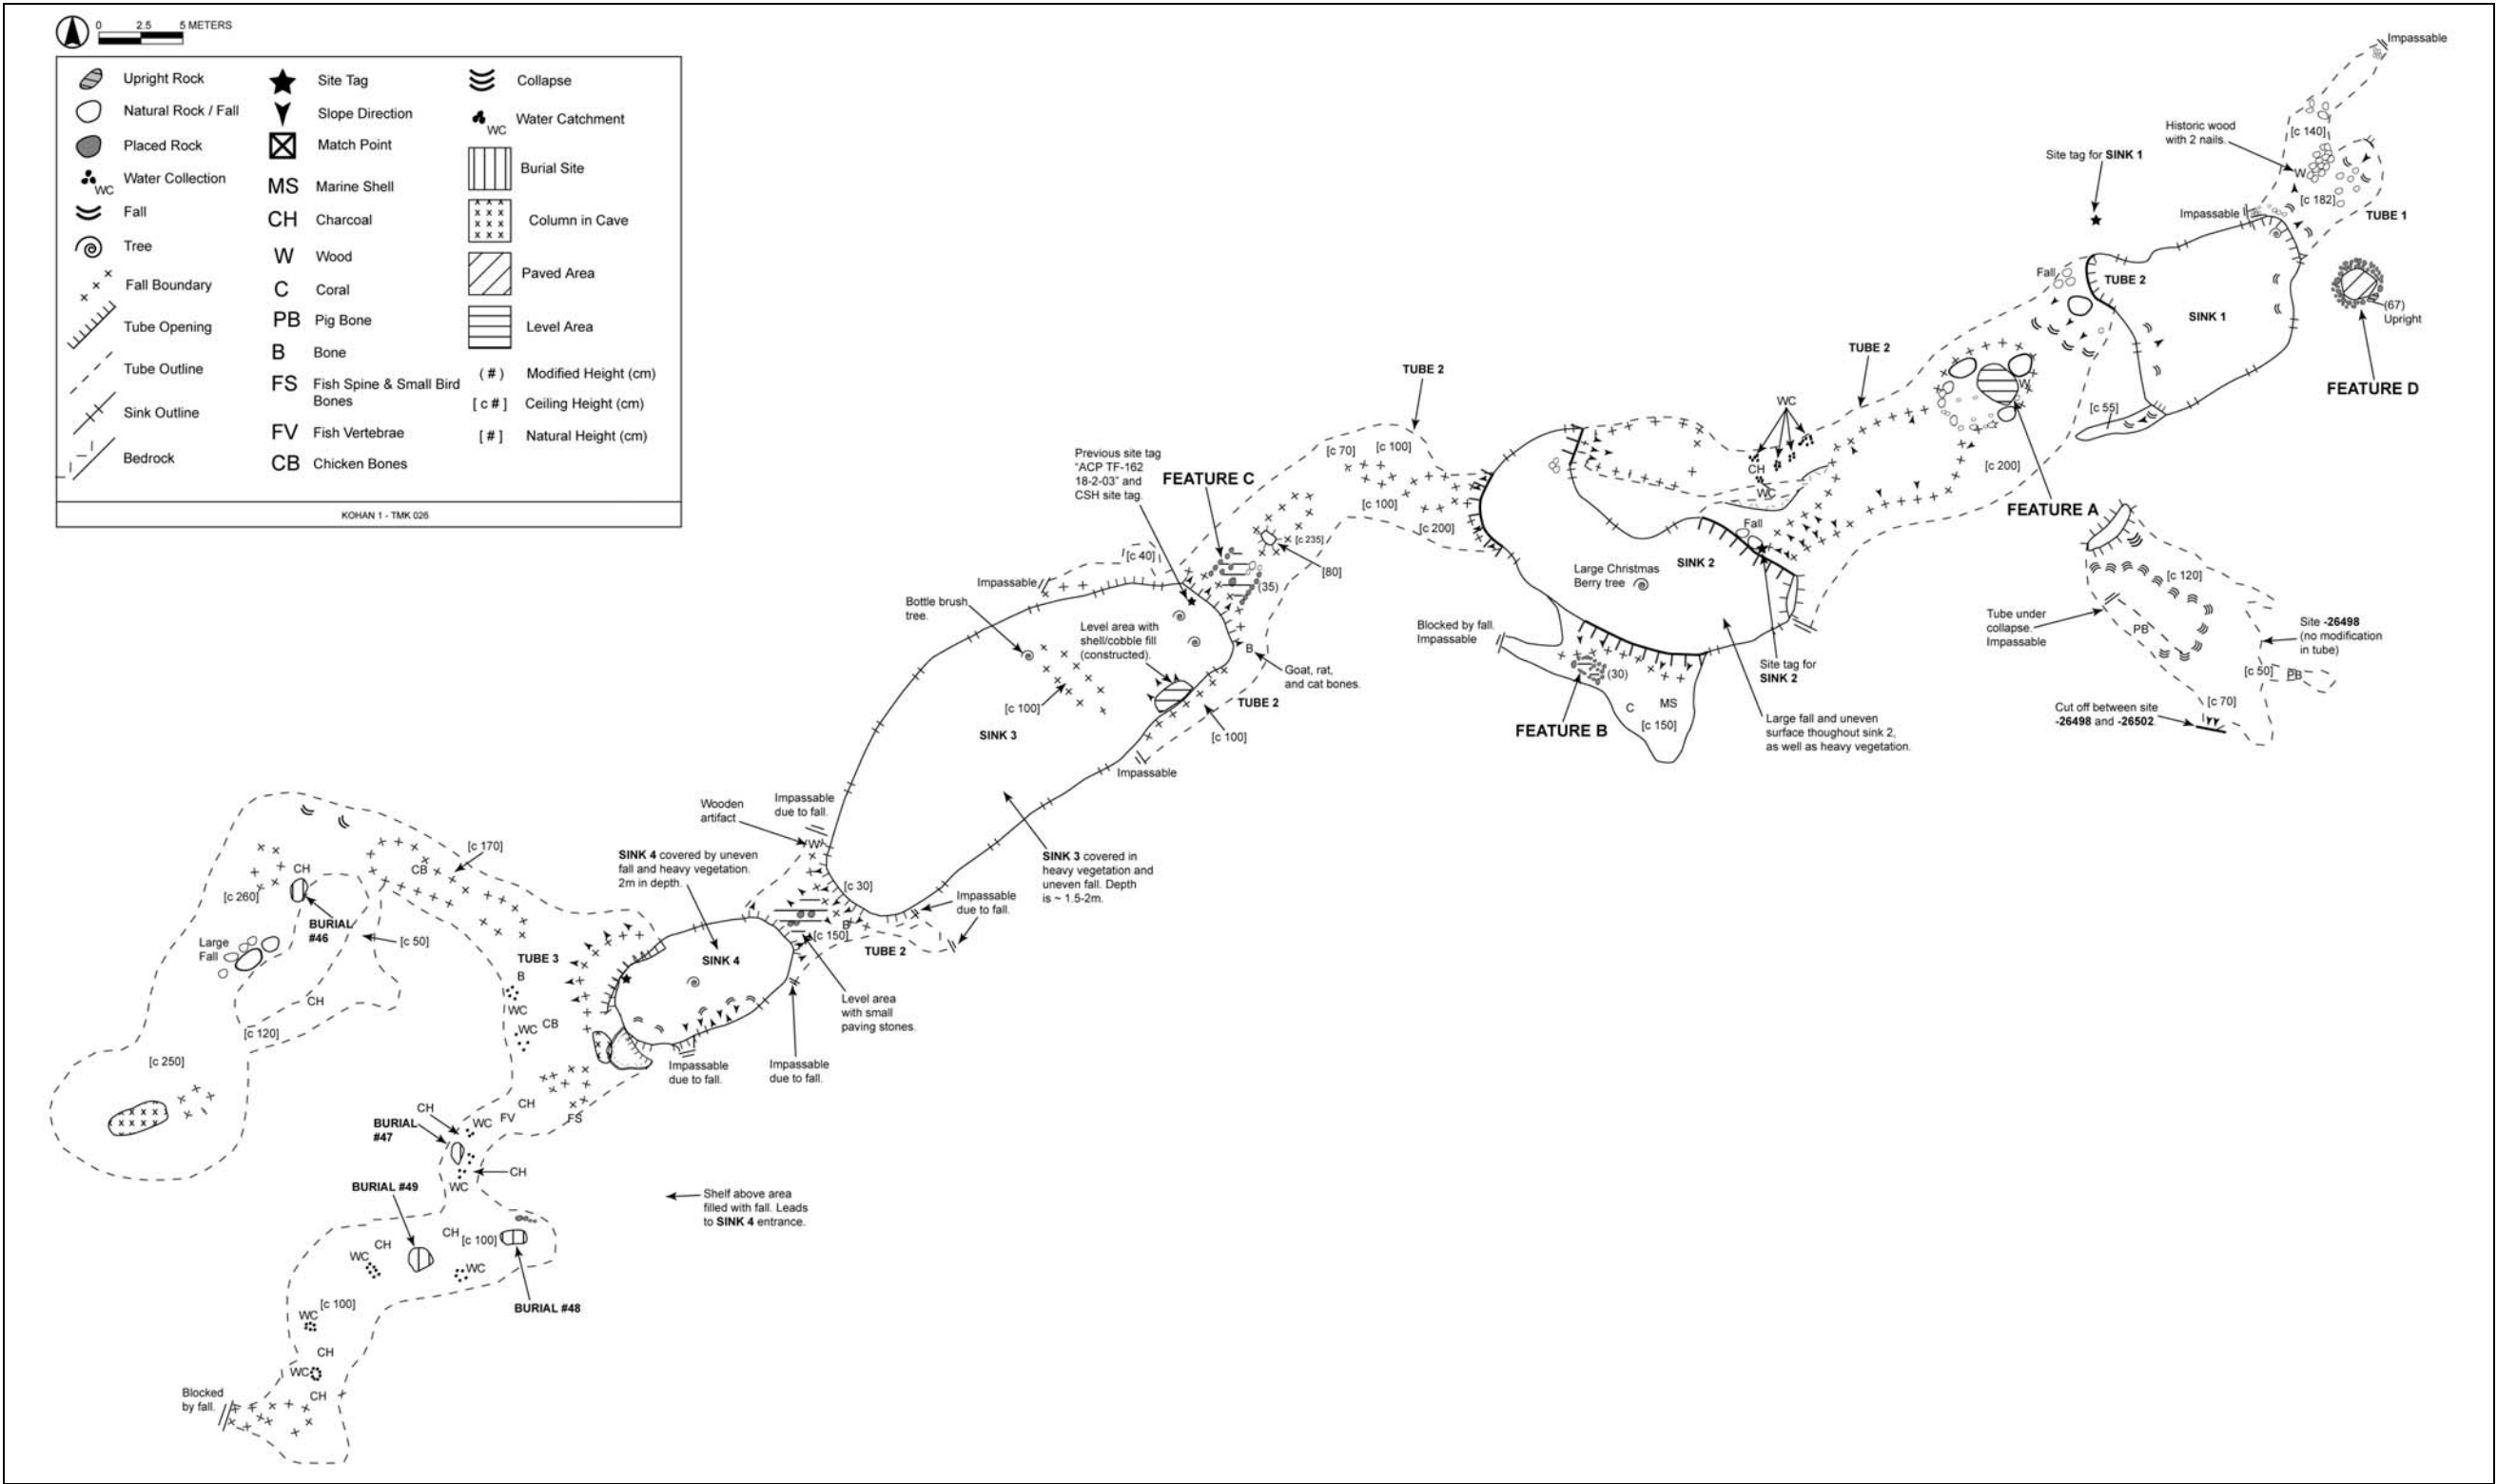 0 2.5 5 METERS
Upright Rock
Natural Rock / Fall
Placed Rock
WC
Water Collection
Fall
Tree
Fall Boundary
Tube Opening
Tube Outline
Sink Outline
Bedrock
Site Tag
Slope Direction
Match Point
MS Marine Shell
CH Charcoal
W Wood
C Coral
PB Pig Bone
B Bone
FS Fish Spine & Small Bird
Bones
FV Fish Vertebrae
CB Chicken Bones
Collapse
WC
Water Catchment
Burial Site
Column in Cave
Paved Area
Level Area
(#) Modified Height (cm)
[c#] Ceiling Height (cm)
[#] Natural Height (cm)
KOHAN 1 - TMK 026
Impassable
[c 140]
Historic wood
with 2 nails.
W
[c 182]
Impassable
TUBE 1
Site tag for SINK 1
Fall
TUBE 2
SINK 1
(67)
Upright
FEATURE D
[c 55]
TUBE 2
W
[c 200]
FEATURE A
WC
CH
WC
Fall
SINK 2
Large Christmas
Berry tree
Site tag for
SINK 2
Large fall and uneven
surface thoughout sink 2,
as well as heavy vegetation.
Blocked by fall.
Impassable
(30)
FEATURE B
C
MS
[c 150]
[c 120]
Tube under
collapse.
Impassable
PB
Site -26498
(no modification
in tube)
[c 50]
PB
[c 70]
Cut off between site
-26498 and -26502
TUBE 2
[c 70]
[c 100]
[c 100]
[c 200]
Previous site tag
"ACP TF-162
18-2-03" and
CSH site tag.
FEATURE C
[c 235]
[80]
(35)
[c 40]
Impassable
Bottle brush
tree.
Level area with
shell/cobble fill
(constructed).
B
Goat, rat,
and cat bones.
TUBE 2
[c 100]
[c 100]
SINK 3
Impassable
Wooden
artifact
Impassable
due to fall.
W
SINK 4 covered by uneven
fall and heavy vegetation.
2m in depth.
SINK 3 covered in
heavy vegetation and
uneven fall. Depth
is ~ 1.5-2m.
[c 30]
Impassable
due to fall.
B
[c 150]
TUBE 2
SINK 4
Level area
with small
paving stones.
Impassable
due to fall.
Impassable
due to fall.
[c 170]
CB
CH
[c 260]
BURIAL
#46
[c 50]
Large
Fall
TUBE 3
B
WC
WC
CB
CH
[c 120]
[c 250]
CH
CH
WC
FV
FS
BURIAL
#47
CH
WC
BURIAL #49
Shelf above area
filled with fall. Leads
to SINK 4 entrance.
CH
CH
[c 100]
WC
WC
BURIAL #48
[c 100]
WC
CH
WC
CH
Blocked
by fall.